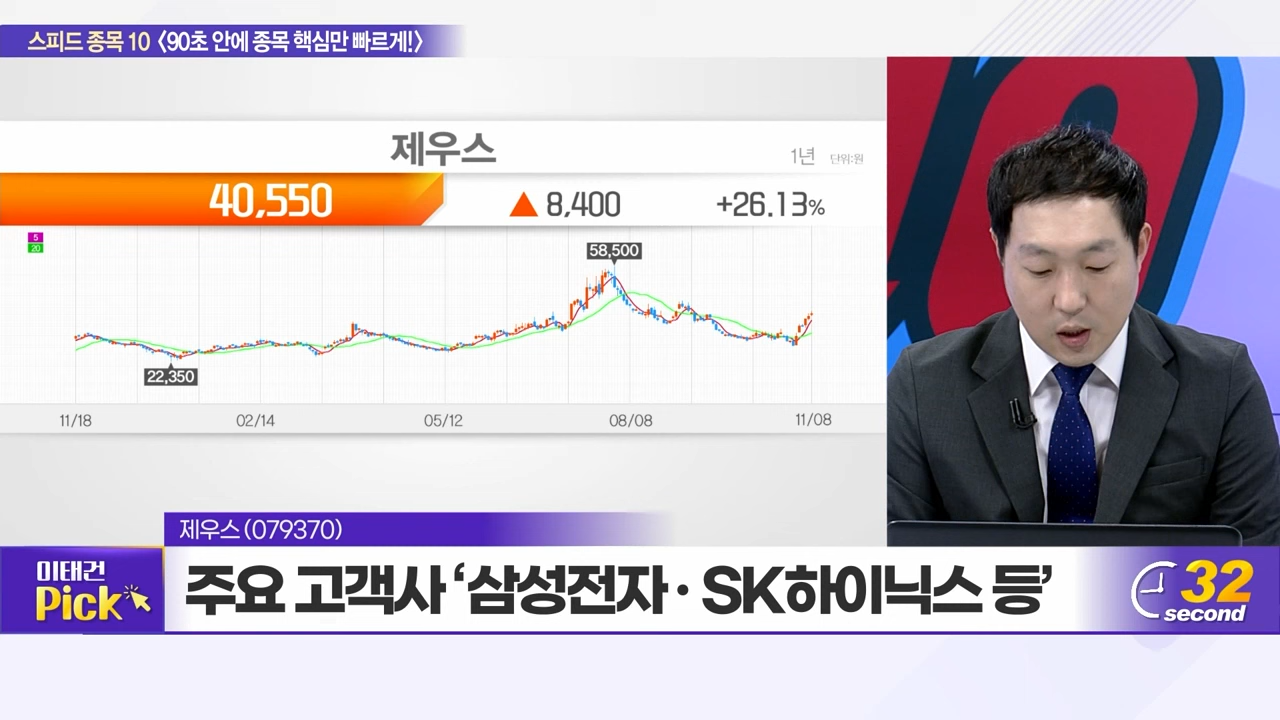 스피드 종목 10 〈90초 안에 종목 핵심만 빠르게!〉
제우스
1년 단위:원
40,550 ▲ 8,400 +26.13%
5
20
58,500
22,350
11/18 02/14 05/12 08/08 11/08
제우스(079370)
이태건
Pick
주요 고객사 ‘삼성전자· SK하이닉스 등’
32
second